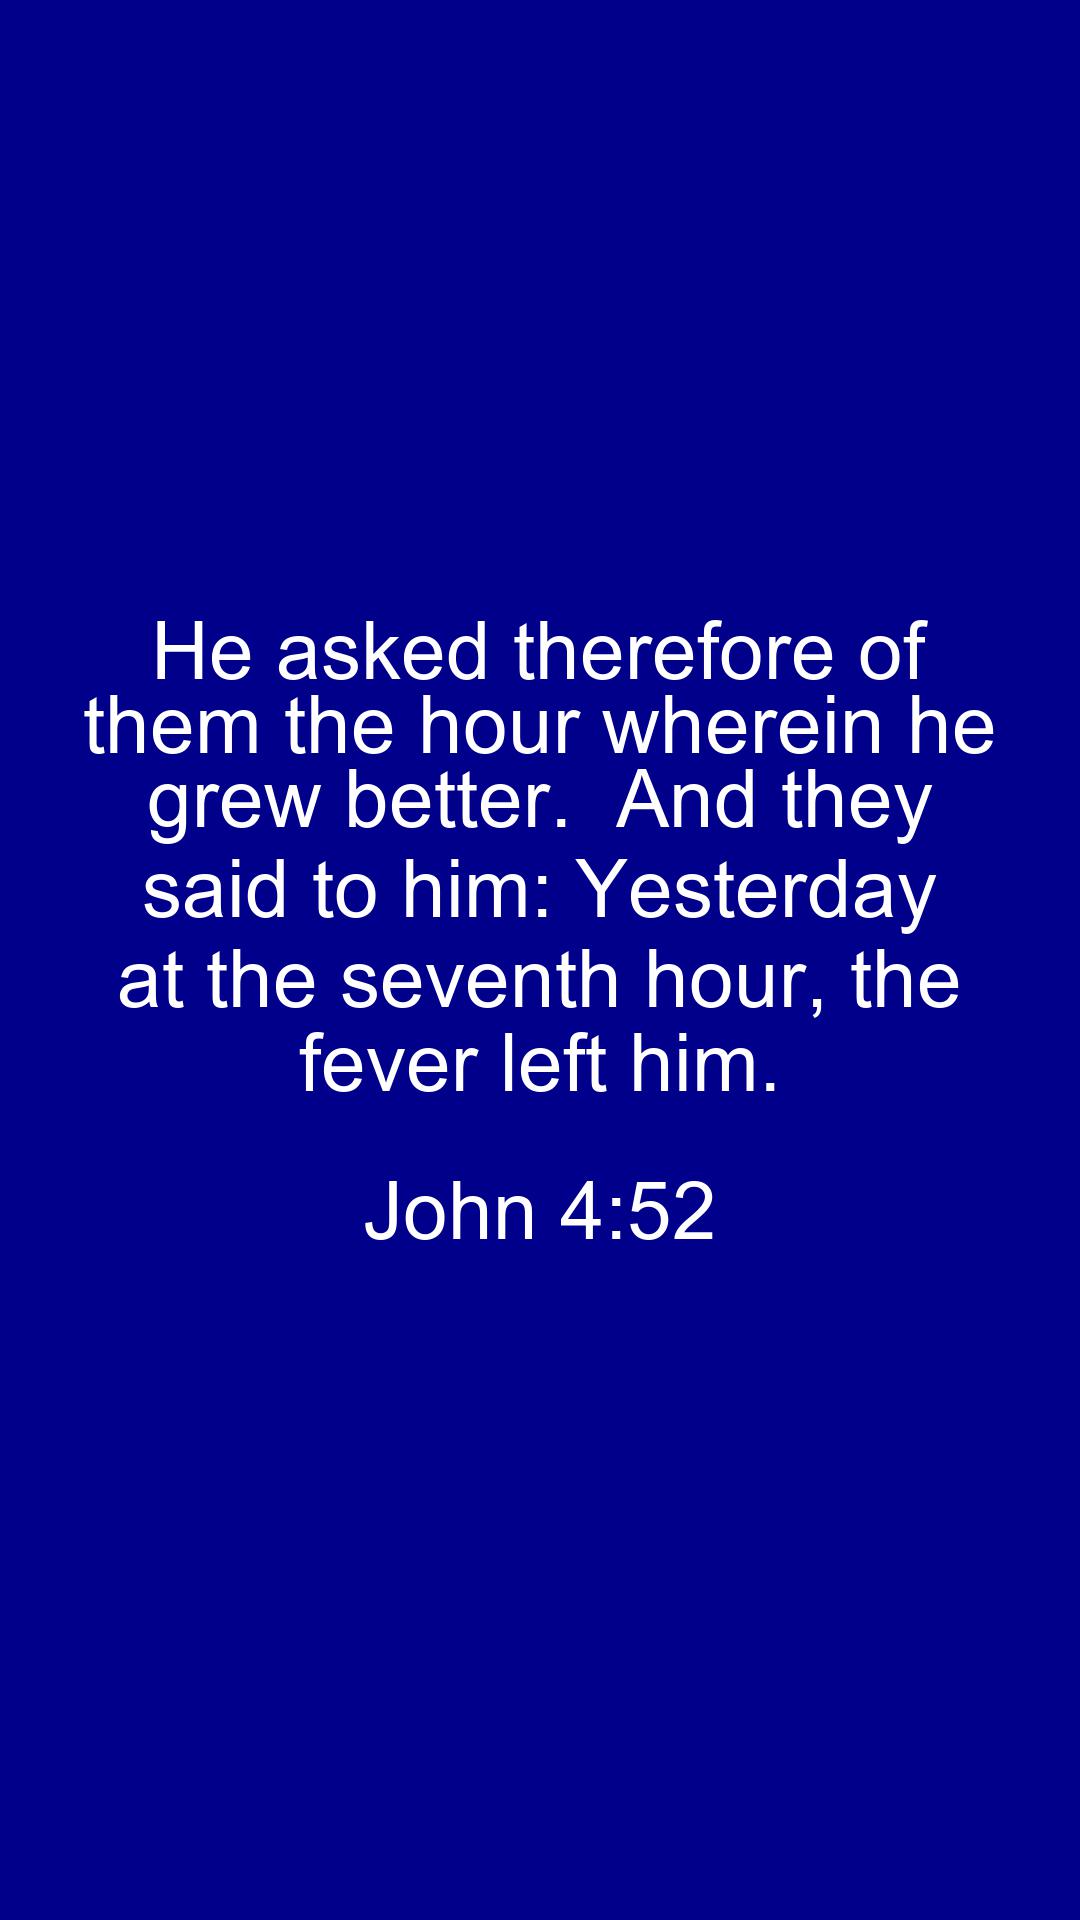 He asked therefore of
them the hour wherein he
grew better.  And they
said to him: Yesterday
at the seventh hour, the
fever left him.
John 4:52